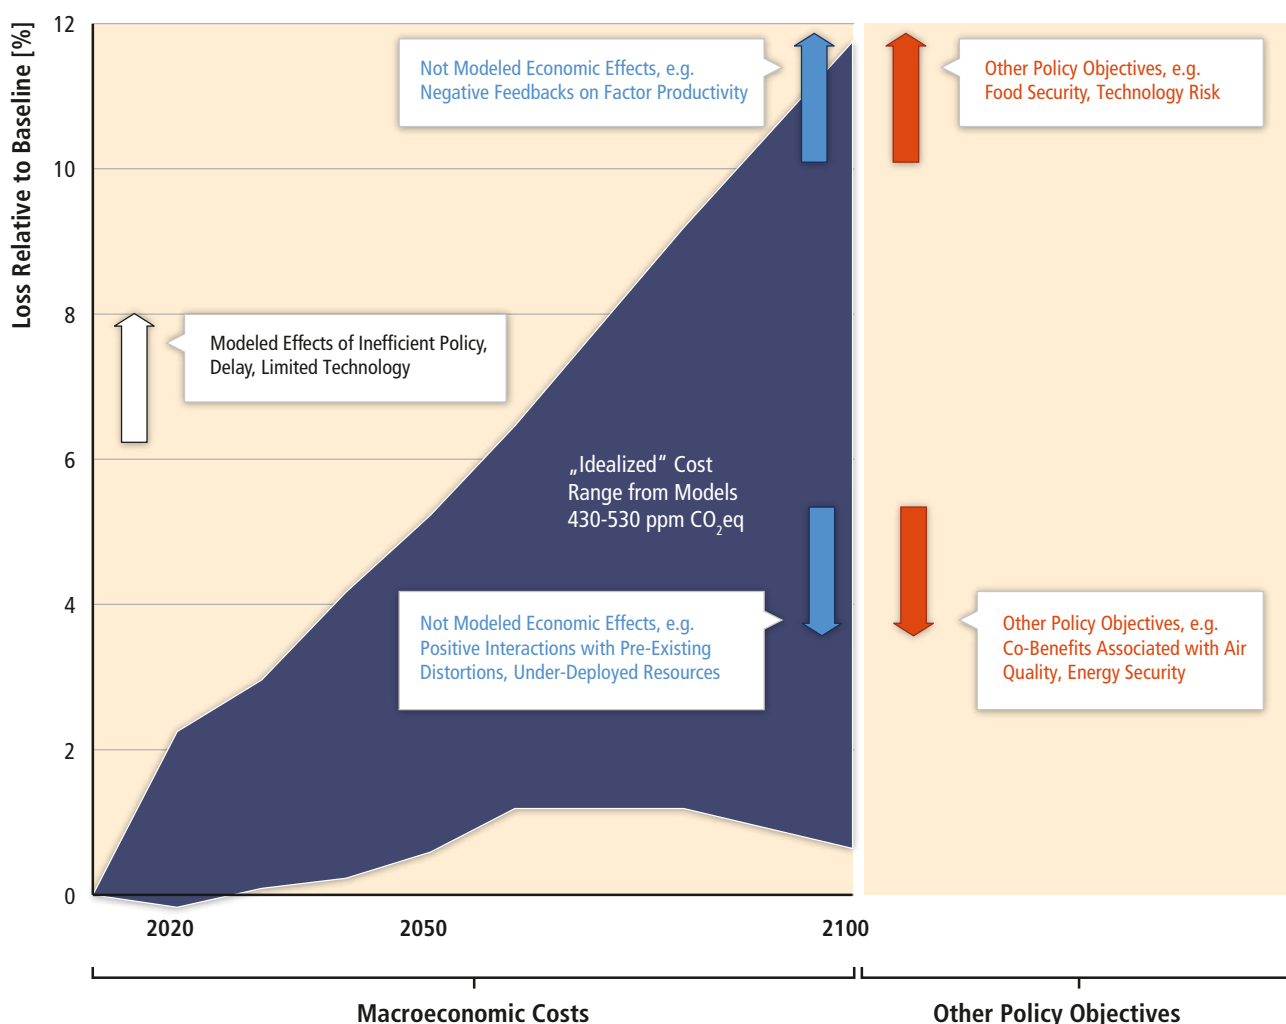 Loss Relative to Baseline [%]
12
10
8
6
4
2
0
Not Modeled Economic Effects, e.g.
Negative Feedbacks on Factor Productivity
Other Policy Objectives, e.g.
Food Security, Technology Risk
Modeled Effects of Inefficient Policy,
Delay, Limited Technology
„Idealized“ Cost
Range from Models
430-530 ppm CO₂eq
Not Modeled Economic Effects, e.g.
Positive Interactions with Pre-Existing
Distortions, Under-Deployed Resources
Other Policy Objectives, e.g.
Co-Benefits Associated with Air
Quality, Energy Security
2020
2050
2100
Macroeconomic Costs
Other Policy Objectives